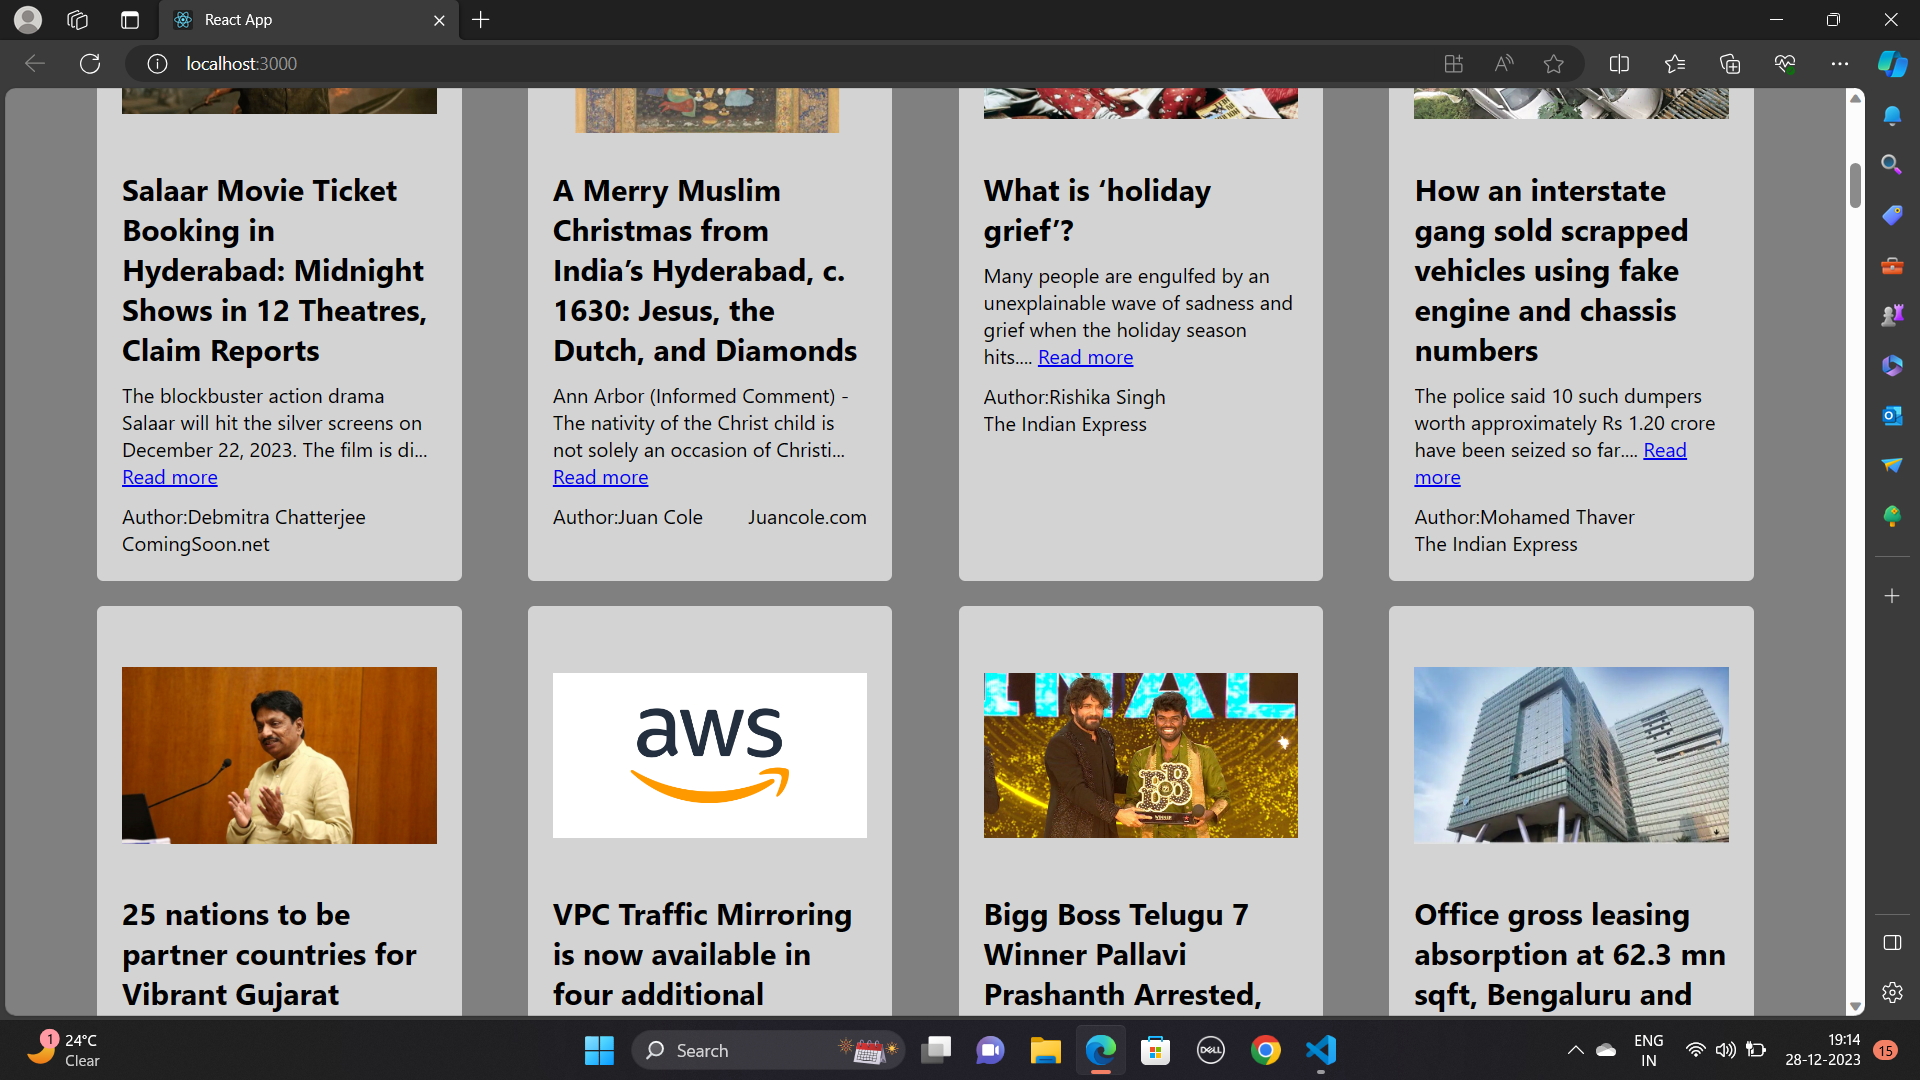 React App
localhost:3000
Salaar Movie Ticket
Booking in
Hyderabad: Midnight
Shows in 12 Theatres,
Claim Reports
The blockbuster action drama
Salaar will hit the silver screens on
December 22, 2023. The film is di...
Read more
Author:Debmitra Chatterjee
ComingSoon.net
A Merry Muslim
Christmas from
India’s Hyderabad, c.
1630: Jesus, the
Dutch, and Diamonds
Ann Arbor (Informed Comment) -
The nativity of the Christ child is
not solely an occasion of Christi...
Read more
Author:Juan Cole Juancole.com
What is ‘holiday
grief’?
Many people are engulfed by an
unexplainable wave of sadness and
grief when the holiday season
hits.... Read more
Author:Rishika Singh
The Indian Express
How an interstate
gang sold scrapped
vehicles using fake
engine and chassis
numbers
The police said 10 such dumpers
worth approximately Rs 1.20 crore
have been seized so far.... Read
more
Author:Mohamed Thaver
The Indian Express
25 nations to be
partner countries for
Vibrant Gujarat
aws
VPC Traffic Mirroring
is now available in
four additional
INAL
BB
Bigg Boss Telugu 7
Winner Pallavi
Prashanth Arrested,
Office gross leasing
absorption at 62.3 mn
sqft, Bengaluru and
1
24°C
Clear
Search
DELL
ENG
IN
19:14
28-12-2023
15